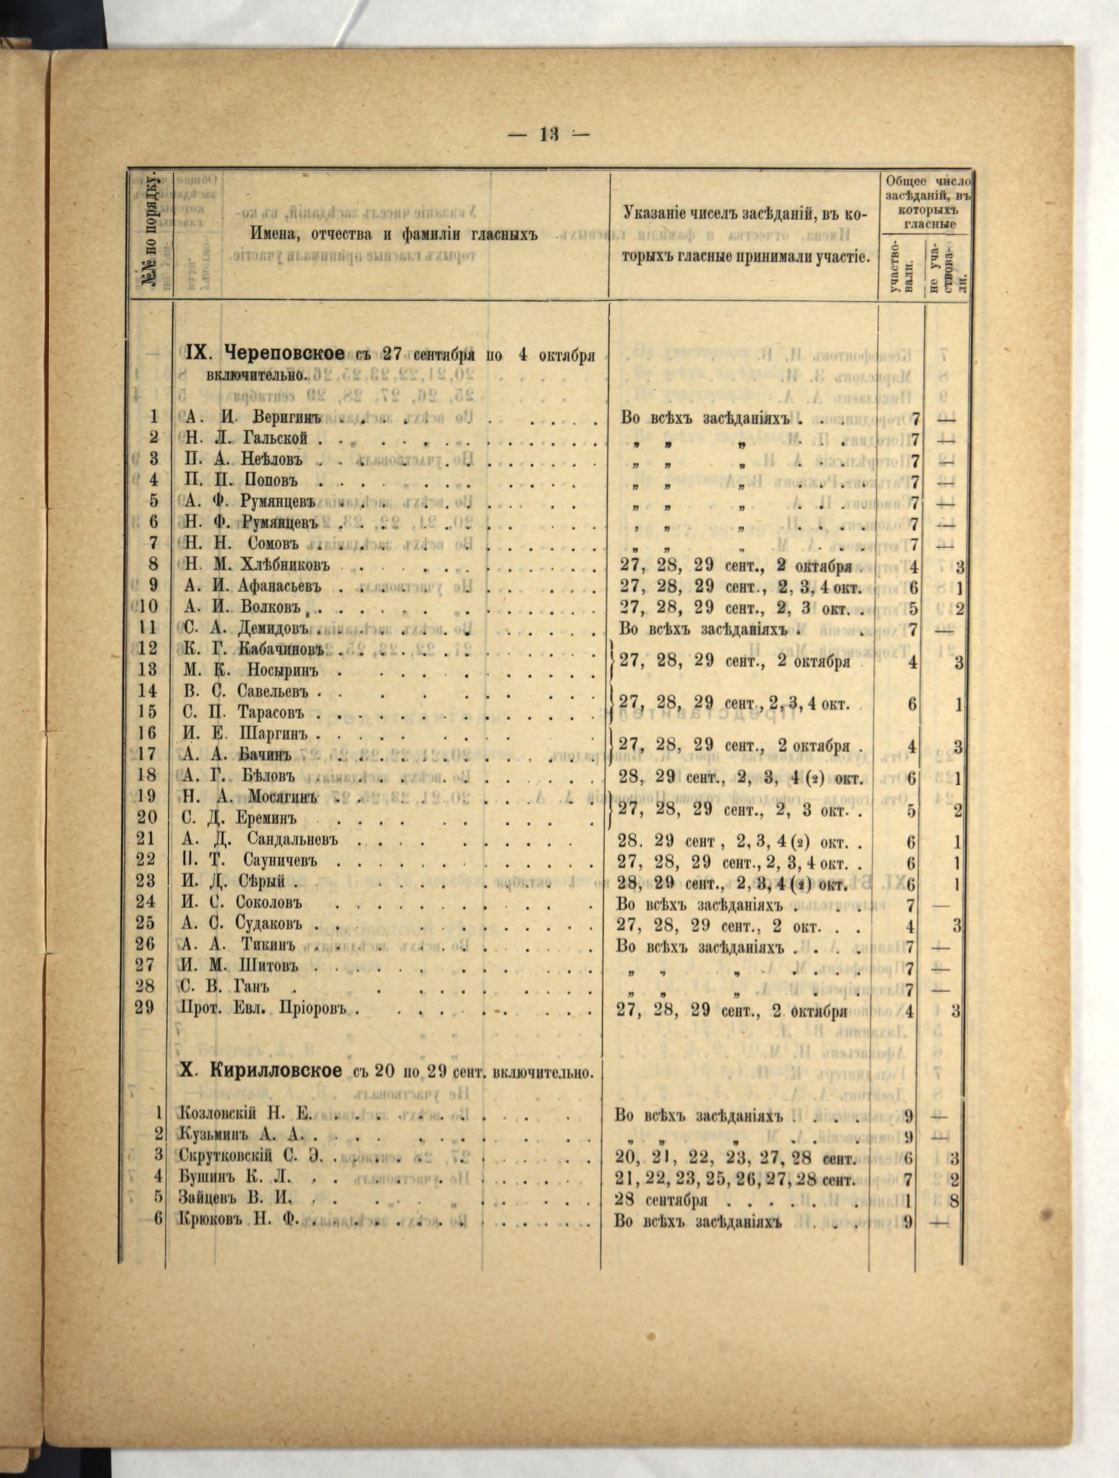 — 13 —
№№ по порядку.
Имена, отчества и фамиліи гласныхъ
Указаніе чиселъ засѣданій, въ ко-
торыхъ гласные принимали участіе.
Общее число
засѣданій, въ
которыхъ
гласные
участво-
вали.
не уча-
ствова-
ли.
IX. Череповское съ 27 сентября по 4 октября
включительно.
1 А. И. Веригинъ . . . . . . . . . . Во всѣхъ засѣданіяхъ . . . 7 —
2 Н. Л. Гальской . . . . . . . . . . „ „ „ . . . 7 —
3 П. А. Неѣловъ . . . . . . . . . . „ „ „ . . . 7 —
4 П. П. Поповъ . . . . . . . . . . „ „ „ . . . . 7 —
5 А. Ф. Румянцевъ . . . . . . . . . . „ „ „ . . . . 7 —
6 Н. Ф. Румянцевъ . . . . . . . . . . „ „ „ . . . . 7 —
7 Н. Н. Сомовъ . . . . . . . . . . „ „ „ . . . 7 —
8 Н. М. Хлѣбниковъ . . . . . . . . . . 27, 28, 29 сент., 2 октября . 4 3
9 А. И. Афанасьевъ . . . . . . . . . . 27, 28, 29 сент., 2, 3, 4 окт. 6 1
10 А. И. Волковъ . . . . . . . . . . 27, 28, 29 сент., 2, 3 окт. . 5 2
11 С. А. Демидовъ . . . . . . . . . . Во всѣхъ засѣданіяхъ . . 7 —
12 К. Г. Кабачиновъ . . . . . . . . . .
13 М. К. Носыринъ . . . . . . . . . . } 27, 28, 29 сент., 2 октября 4 3
14 В. С. Савельевъ . . . . . . . . . .
15 С. П. Тарасовъ . . . . . . . . . . } 27, 28, 29 сент., 2, 3, 4 окт. . 6 1
16 И. Е. Шаргинъ . . . . . . . . . .
17 А. А. Бачинъ . . . . . . . . . . } 27, 28, 29 сент., 2 октября . 4 3
18 А. Г. Бѣловъ . . . . . . . . . . 28, 29 сент., 2, 3, 4 (2) окт. 6 1
19 Н. А. Мосягинъ . . . . . . . . . .
20 С. Д. Ереминъ . . . . . . . . . . } 27, 28, 29 сент., 2, 3 окт. . 5 2
21 А. Д. Сандальневъ . . . . . . . . . . 28. 29 сент , 2, 3, 4 (2) окт. . 6 1
22 П. Т. Сауничевъ . . . . . . . . . . 27, 28, 29 сент., 2, 3, 4 окт. . 6 1
23 И. Д. Сѣрый . . . . . . . . . . 28, 29 сент., 2, 3, 4 (2) окт. 6 1
24 И. С. Соколовъ . . . . . . . . . . Во всѣхъ засѣданіяхъ . . . 7 —
25 А. С. Судаковъ . . . . . . . . . . 27, 28, 29 сент., 2 окт. . . 4 3
26 А. А. Тикинъ . . . . . . . . . . Во всѣхъ засѣданіяхъ . . . . 7 —
27 И. М. Шитовъ . . . . . . . . . . „ „ „ . . . . 7 —
28 С. В. Ганъ . . . . . . . . . . „ „ „ . . . 7 —
29 Прот. Евл. Пріоровъ . . . . . . . . . . 27, 28, 29 сент., 2 октября 4 3
X. Кирилловское съ 20 по 29 сент. включительно.
1 Козловскій Н. Е. . . . . . . . . . . Во всѣхъ засѣданіяхъ . . . . 9 —
2 Кузьминъ А. А. . . . . . . . . . . „ „ „ . . . . 9 —
3 Скрутковскій С. Э. . . . . . . . . . . 20, 21, 22, 23, 27, 28 сент. 6 3
4 Бушинъ К. Л. . . . . . . . . . . 21, 22, 23, 25, 26, 27, 28 сент. 7 2
5 Зайцевъ В. И. . . . . . . . . . . 28 сентября . . . . . . 1 8
6 Крюковъ Н. Ф. . . . . . . . . . . Во всѣхъ засѣданіяхъ . . . 9 —